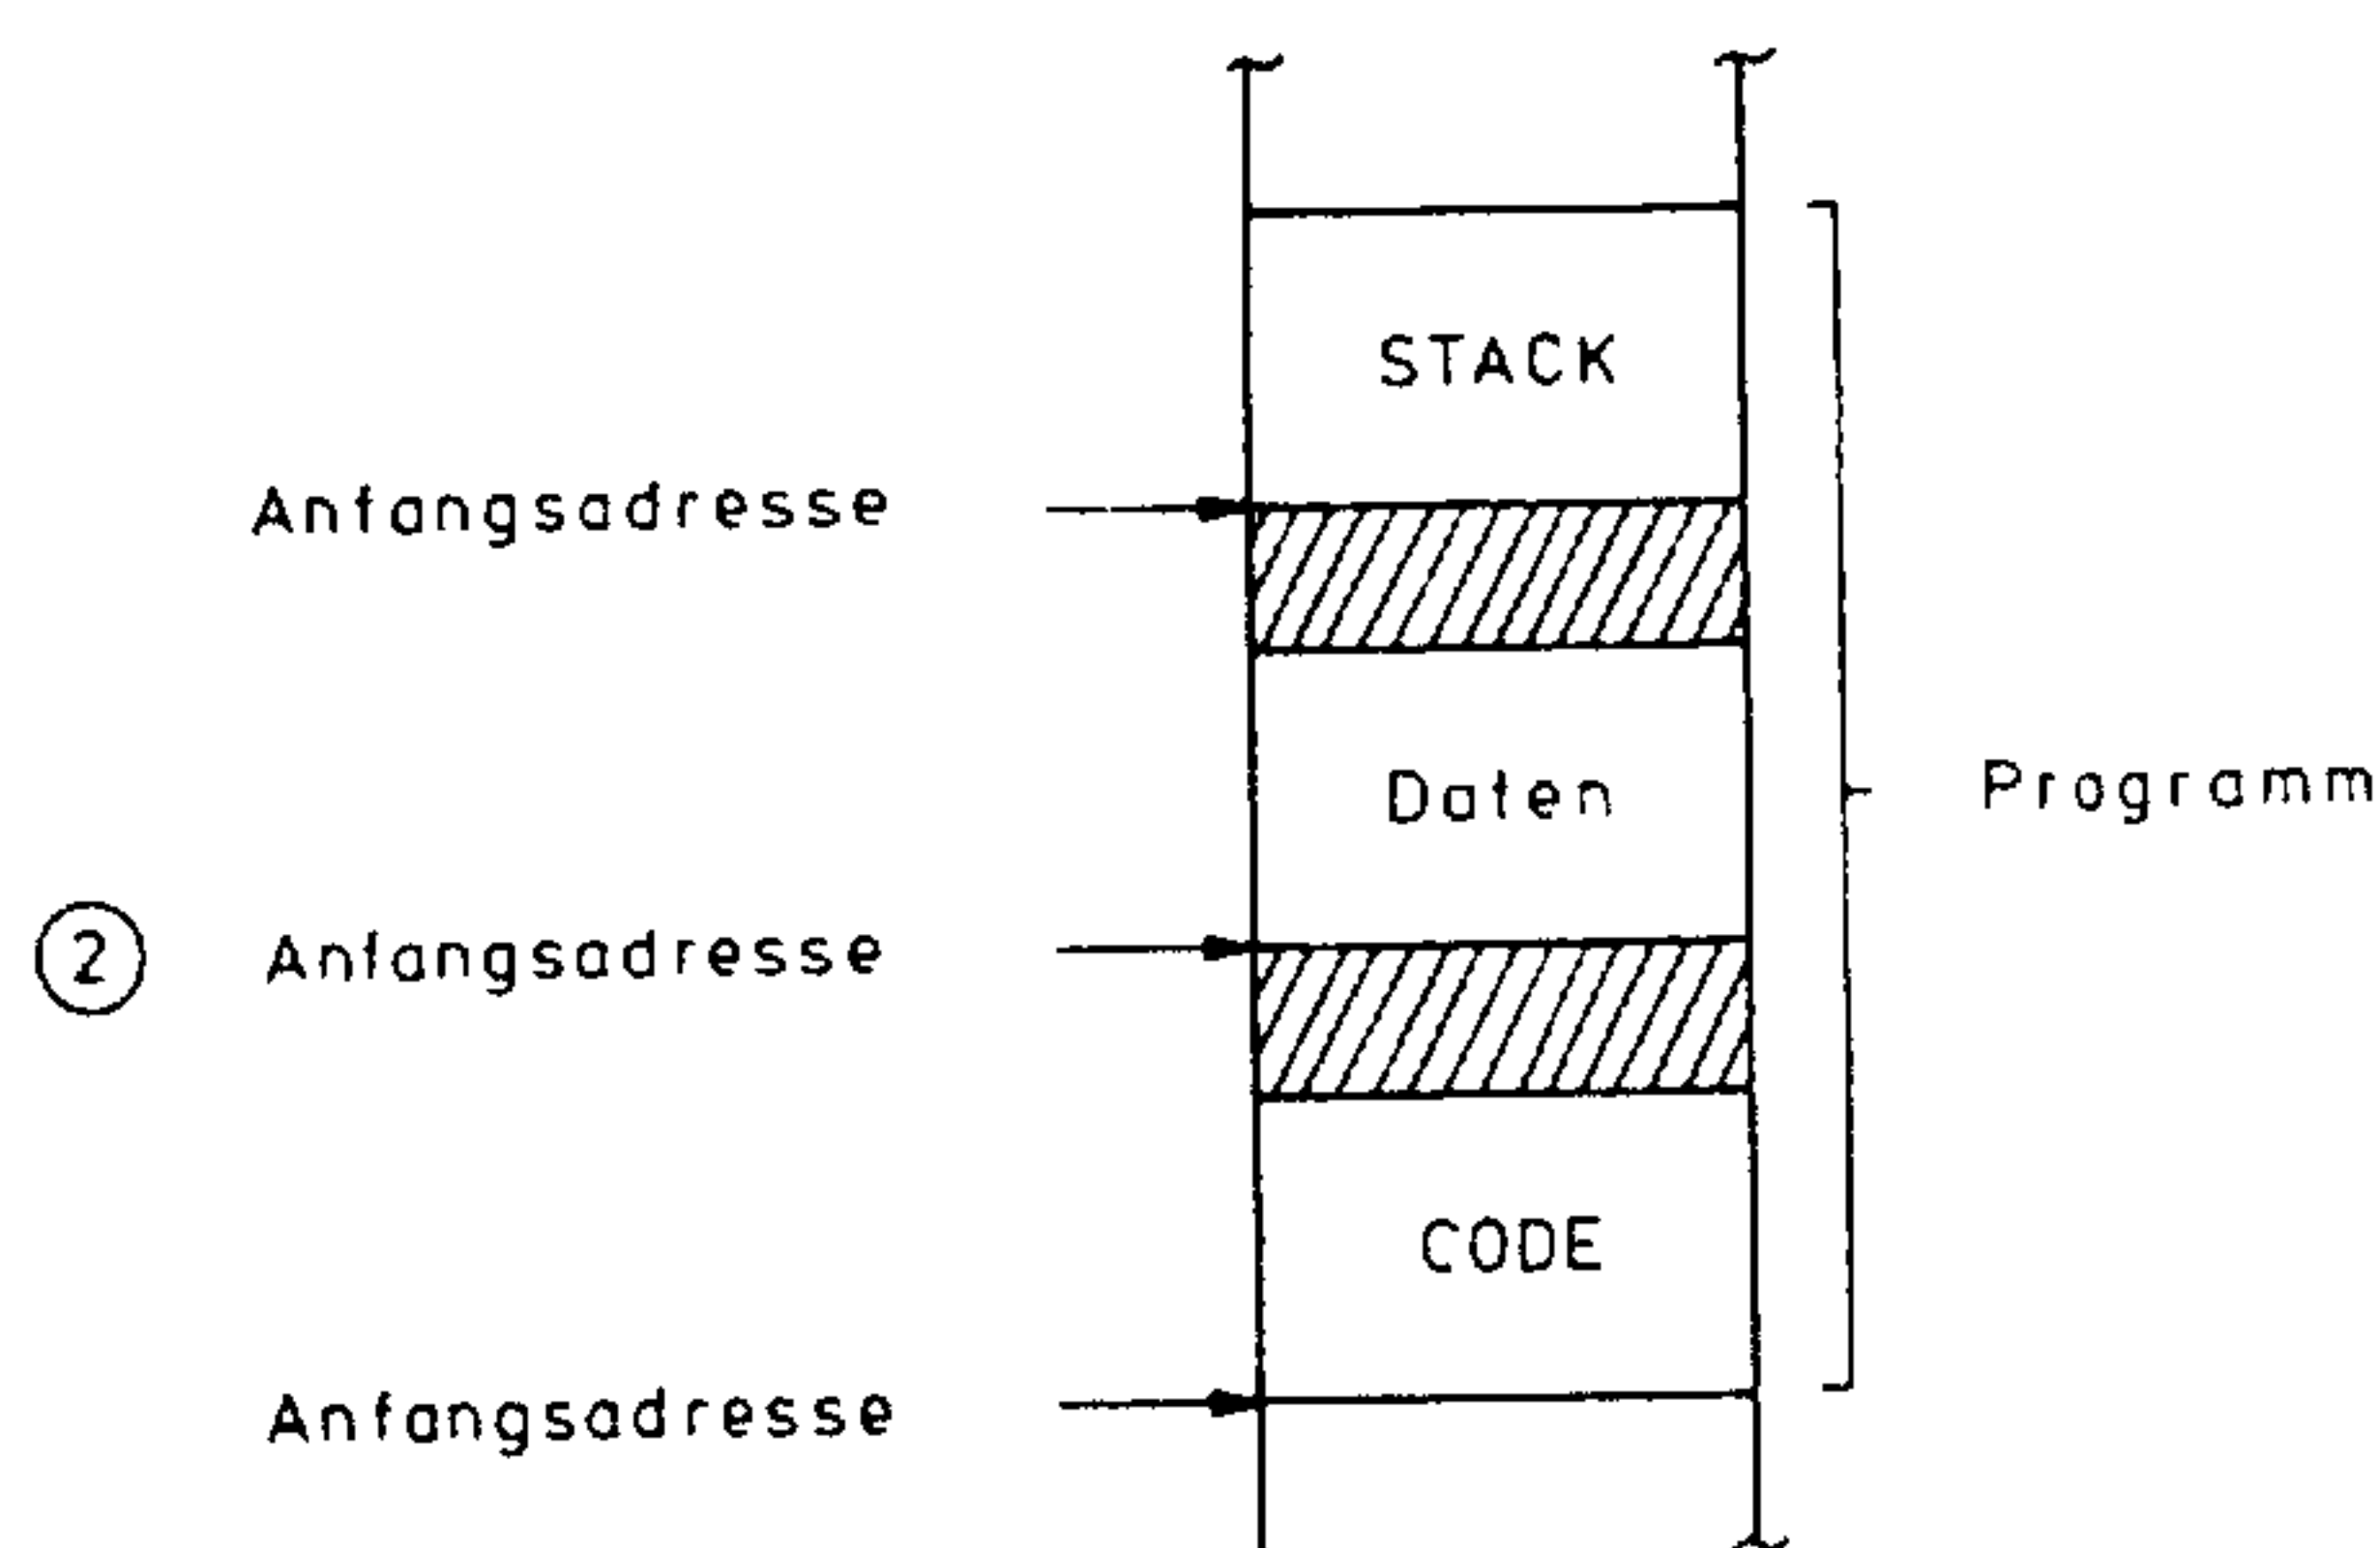 STACK
Anfangsadresse
Daten
Programm
② Anfangsadresse
CODE
Anfangsadresse